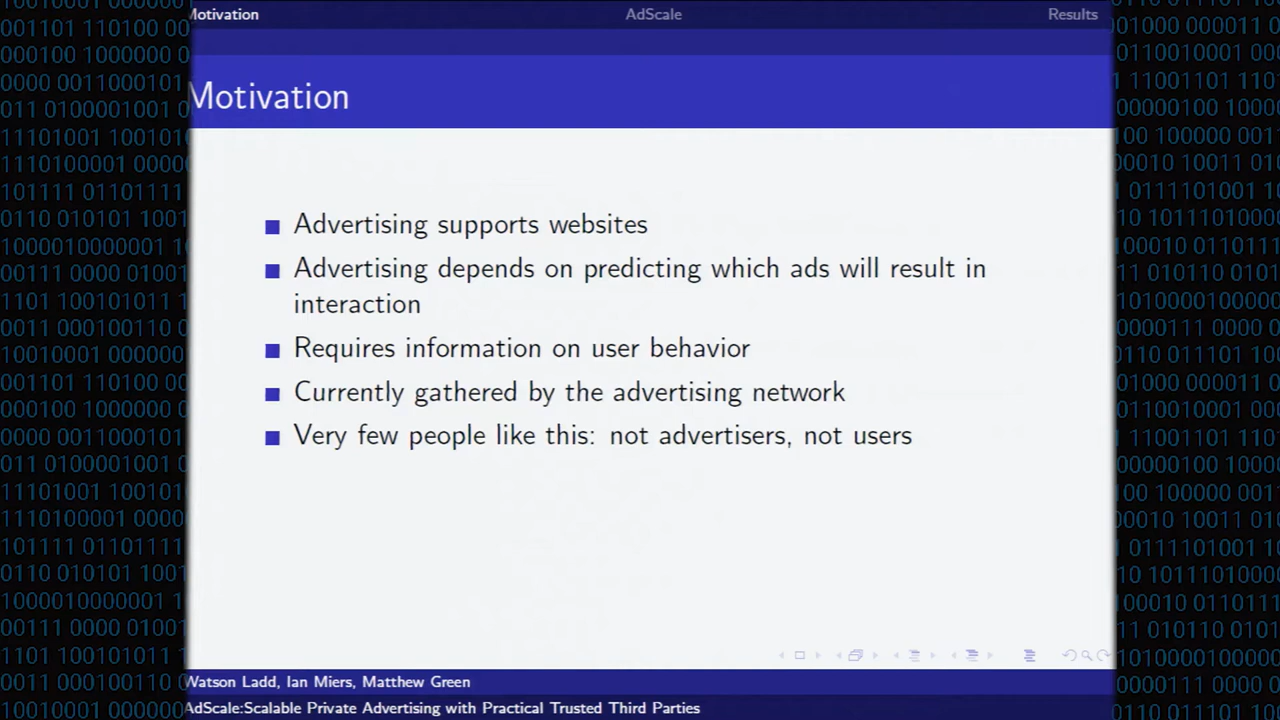 Motivation
AdScale
Results
Motivation
Advertising supports websites
Advertising depends on predicting which ads will result in
interaction
Requires information on user behavior
Currently gathered by the advertising network
Very few people like this: not advertisers, not users
Watson Ladd, Ian Miers, Matthew Green
AdScale:Scalable Private Advertising with Practical Trusted Third Parties